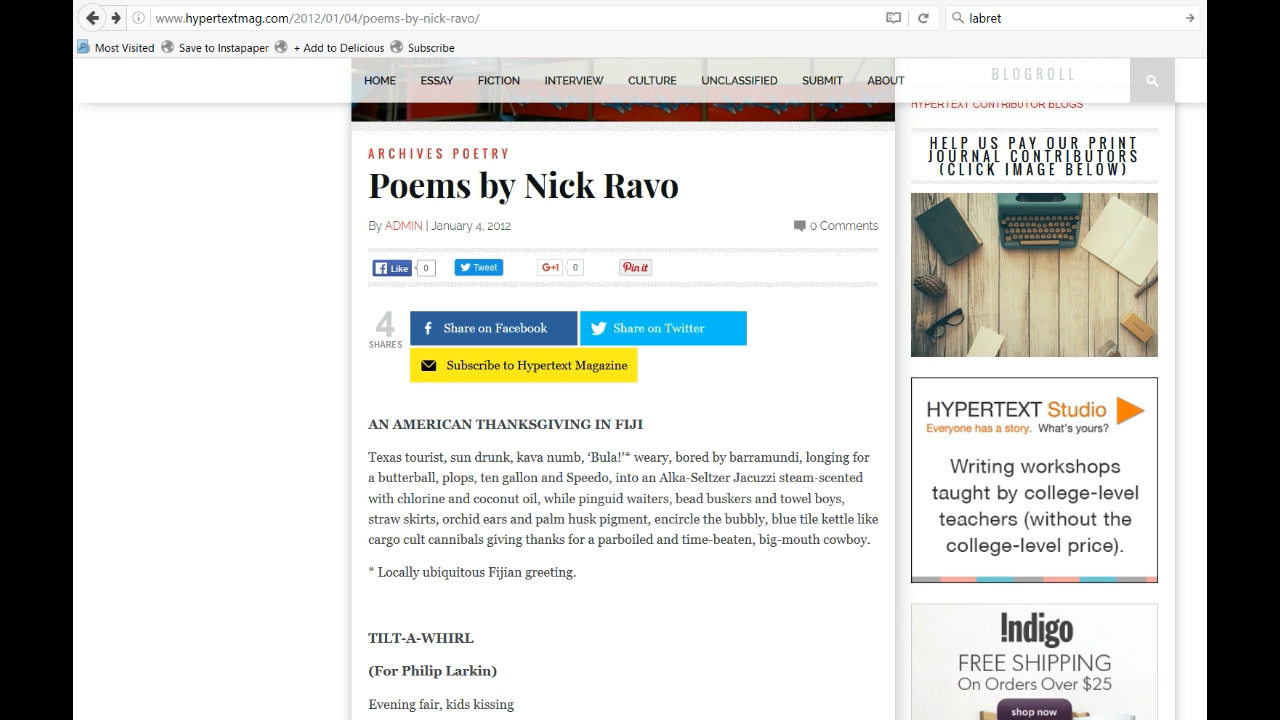 www.hypertextmag.com/2012/01/04/poems-by-nick-ravo/
labret
Most Visited Save to Instapaper + Add to Delicious Subscribe
HOME ESSAY FICTION INTERVIEW CULTURE UNCLASSIFIED SUBMIT ABOUT
BLOGROLL
HYPERTEXT CONTRIBUTOR BLOGS
ARCHIVES POETRY
Poems by Nick Ravo
By ADMIN | January 4, 2012
0 Comments
Like 0 Tweet G+1 0 Pin it
4
SHARES
Share on Facebook
Share on Twitter
Subscribe to Hypertext Magazine
AN AMERICAN THANKSGIVING IN FIJI
Texas tourist, sun drunk, kava numb, ‘Bula!’* weary, bored by barramundi, longing for
a butterball, plops, ten gallon and Speedo, into an Alka-Seltzer Jacuzzi steam-scented
with chlorine and coconut oil, while pinguid waiters, bead buskers and towel boys,
straw skirts, orchid ears and palm husk pigment, encircle the bubbly, blue tile kettle like
cargo cult cannibals giving thanks for a parboiled and time-beaten, big-mouth cowboy.
* Locally ubiquitous Fijian greeting.
TILT-A-WHIRL
(For Philip Larkin)
Evening fair, kids kissing
HELP US PAY OUR PRINT
JOURNAL CONTRIBUTORS
(CLICK IMAGE BELOW)
HYPERTEXT Studio
Everyone has a story. What's yours?
Writing workshops
taught by college-level
teachers (without the
college-level price).
!ndigo
FREE SHIPPING
On Orders Over $25
shop now